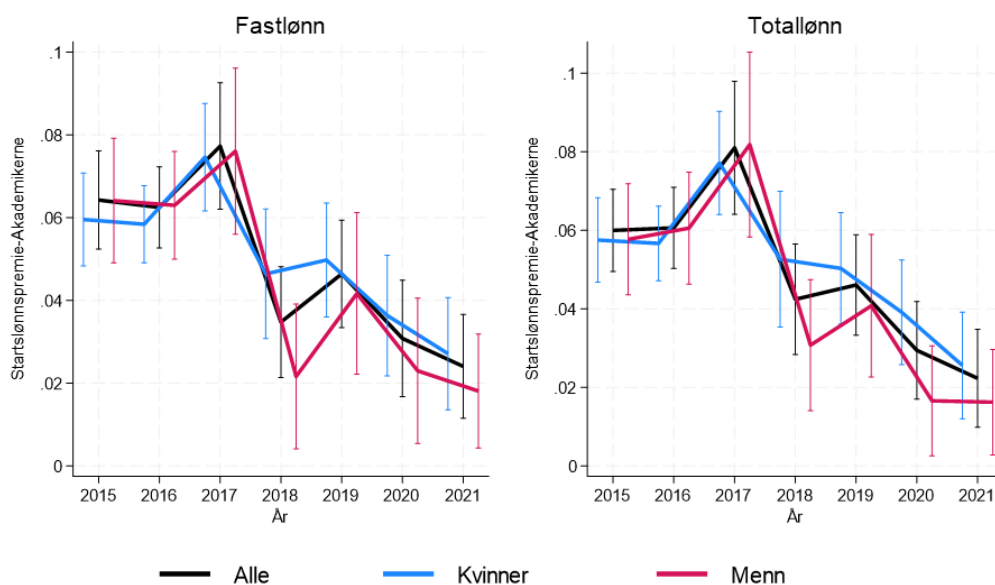 Fastlønn
Startslønnspremie-Akademikerne
.1
.08
.06
.04
.02
0
2015 2016 2017 2018 2019 2020 2021
År
Totallønn
Startslønnspremie-Akademikerne
.1
.08
.06
.04
.02
0
2015 2016 2017 2018 2019 2020 2021
År
Alle Kvinner Menn